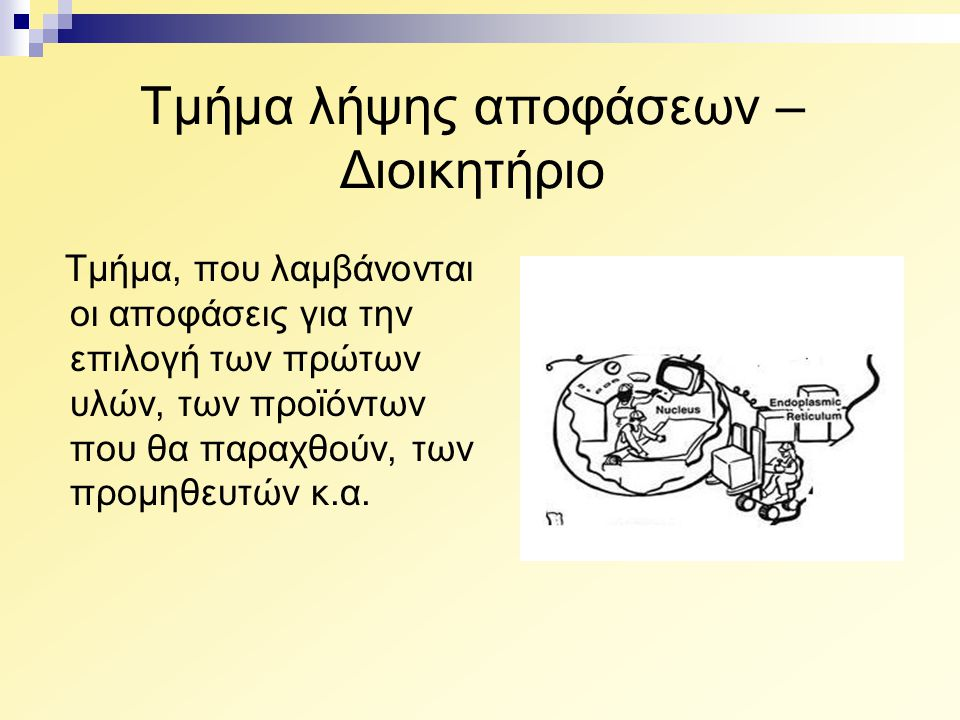 Τμήμα λήψης αποφάσεων –
Διοικητήριο
Τμήμα, που λαμβάνονται
οι αποφάσεις για την
επιλογή των πρώτων
υλών, των προϊόντων
που θα παραχθούν, των
προμηθευτών κ.α.
Nucleus
Endoplasmic
Reticulum